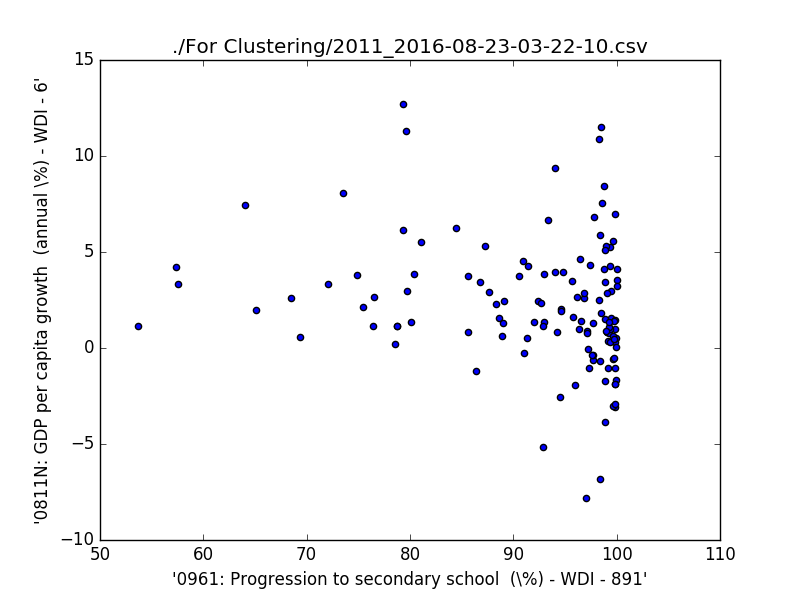 ./For Clustering/2011_2016-08-23-03-22-10.csv
'0811N: GDP per capita growth  (annual \%) - WDI - 6'
15
10
5
0
−5
−10
50 60 70 80 90 100 110
'0961: Progression to secondary school  (\%) - WDI - 891'